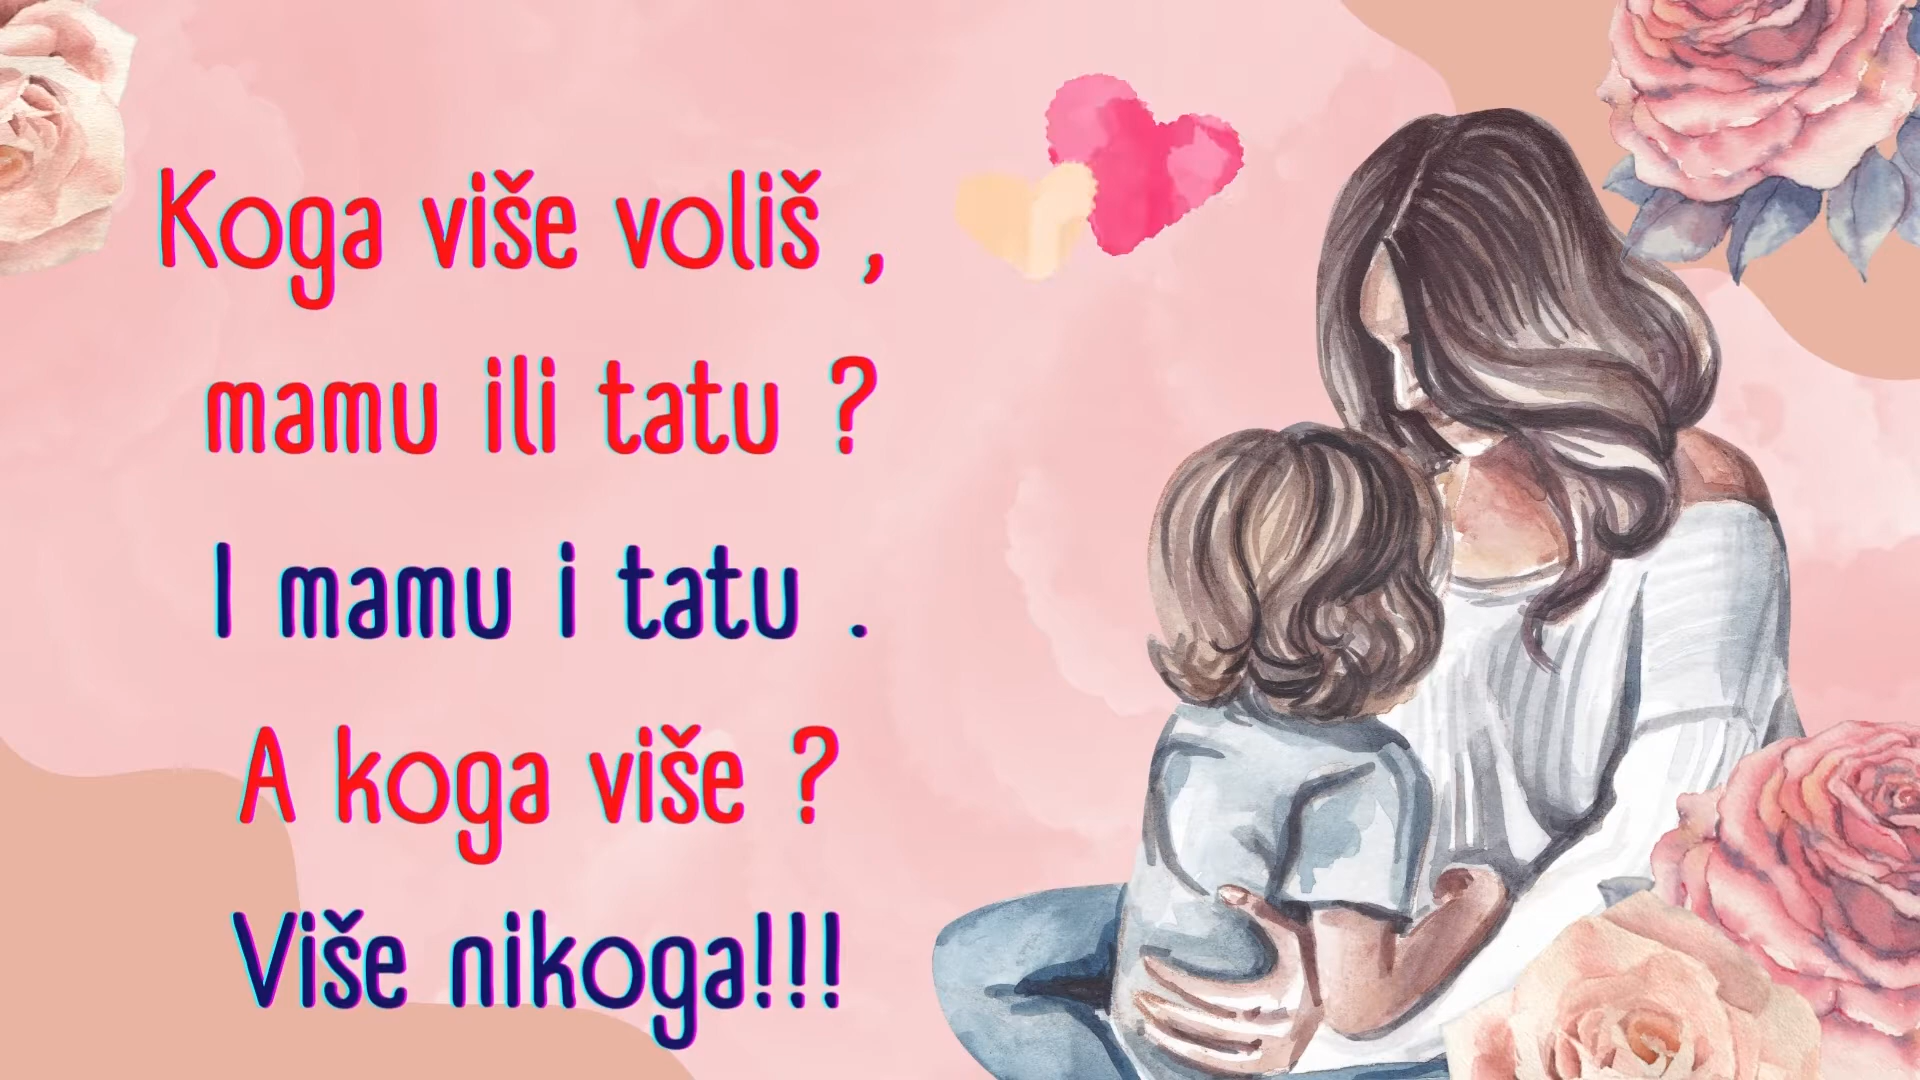 Koga više voliš ,
mamu ili tatu ?
I mamu i tatu .
A koga više ?
Više nikoga!!!